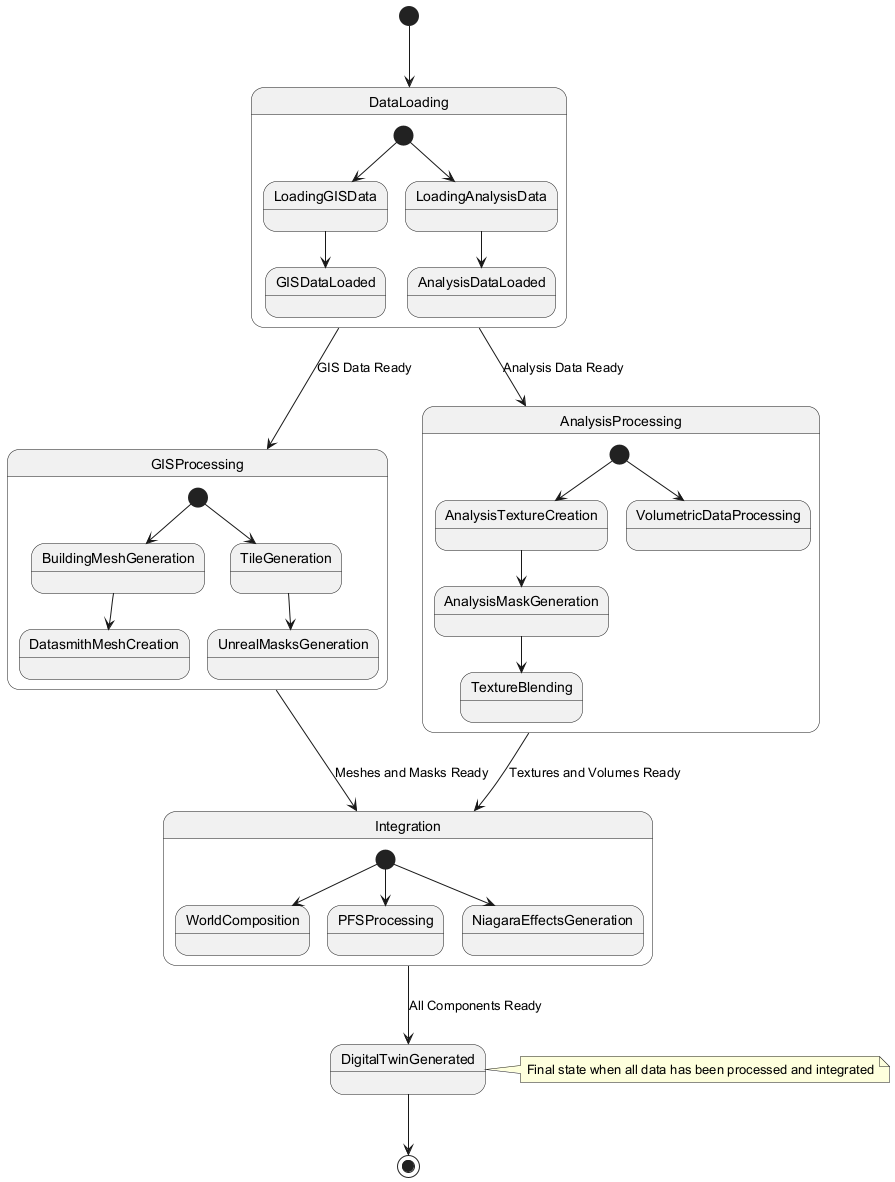 DataLoading
LoadingGISData
LoadingAnalysisData
GISDataLoaded
AnalysisDataLoaded
GIS Data Ready
Analysis Data Ready
AnalysisProcessing
GISProcessing
AnalysisTextureCreation
VolumetricDataProcessing
BuildingMeshGeneration
TileGeneration
AnalysisMaskGeneration
DatasmithMeshCreation
UnrealMasksGeneration
TextureBlending
Meshes and Masks Ready
Textures and Volumes Ready
Integration
WorldComposition
PFSProcessing
NiagaraEffectsGeneration
All Components Ready
DigitalTwinGenerated
Final state when all data has been processed and integrated